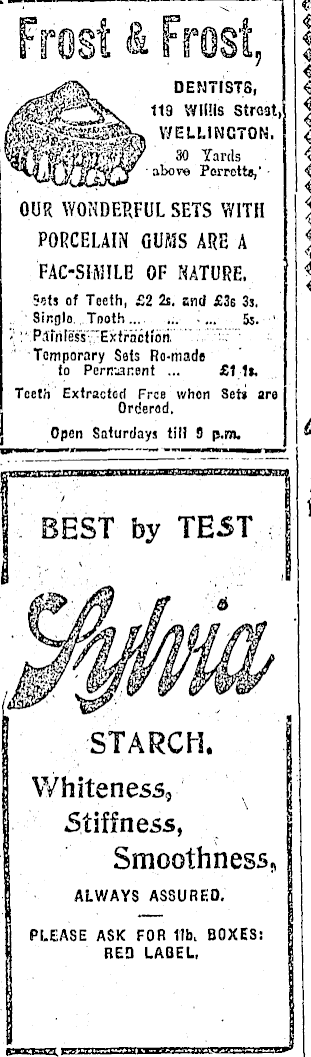 Frost & Frost,
DENTISTS,
119 Willis Street,
WELLINGTON.
30 Yards
above Perretts,'
OUR WONDERFUL SETS WITH
PORCELAIN GUMS ARE A
FAC-SIMILE OF NATURE.
Sets of Teeth, £2 2s. and £3s 3s.
Single Tooth ... ... ... 5s.
Painless Extraction
Temporary Sets Re-made
to Permanent ... £1 1s.
Teeth Extracted Free when Sets are
Ordered.
Open Saturdays till 9 p.m.
BEST by TEST
Sylvia
STARCH.
Whiteness,
Stiffness,
Smoothness,
ALWAYS ASSURED.
PLEASE ASK FOR 1lb. BOXES:
RED LABEL.